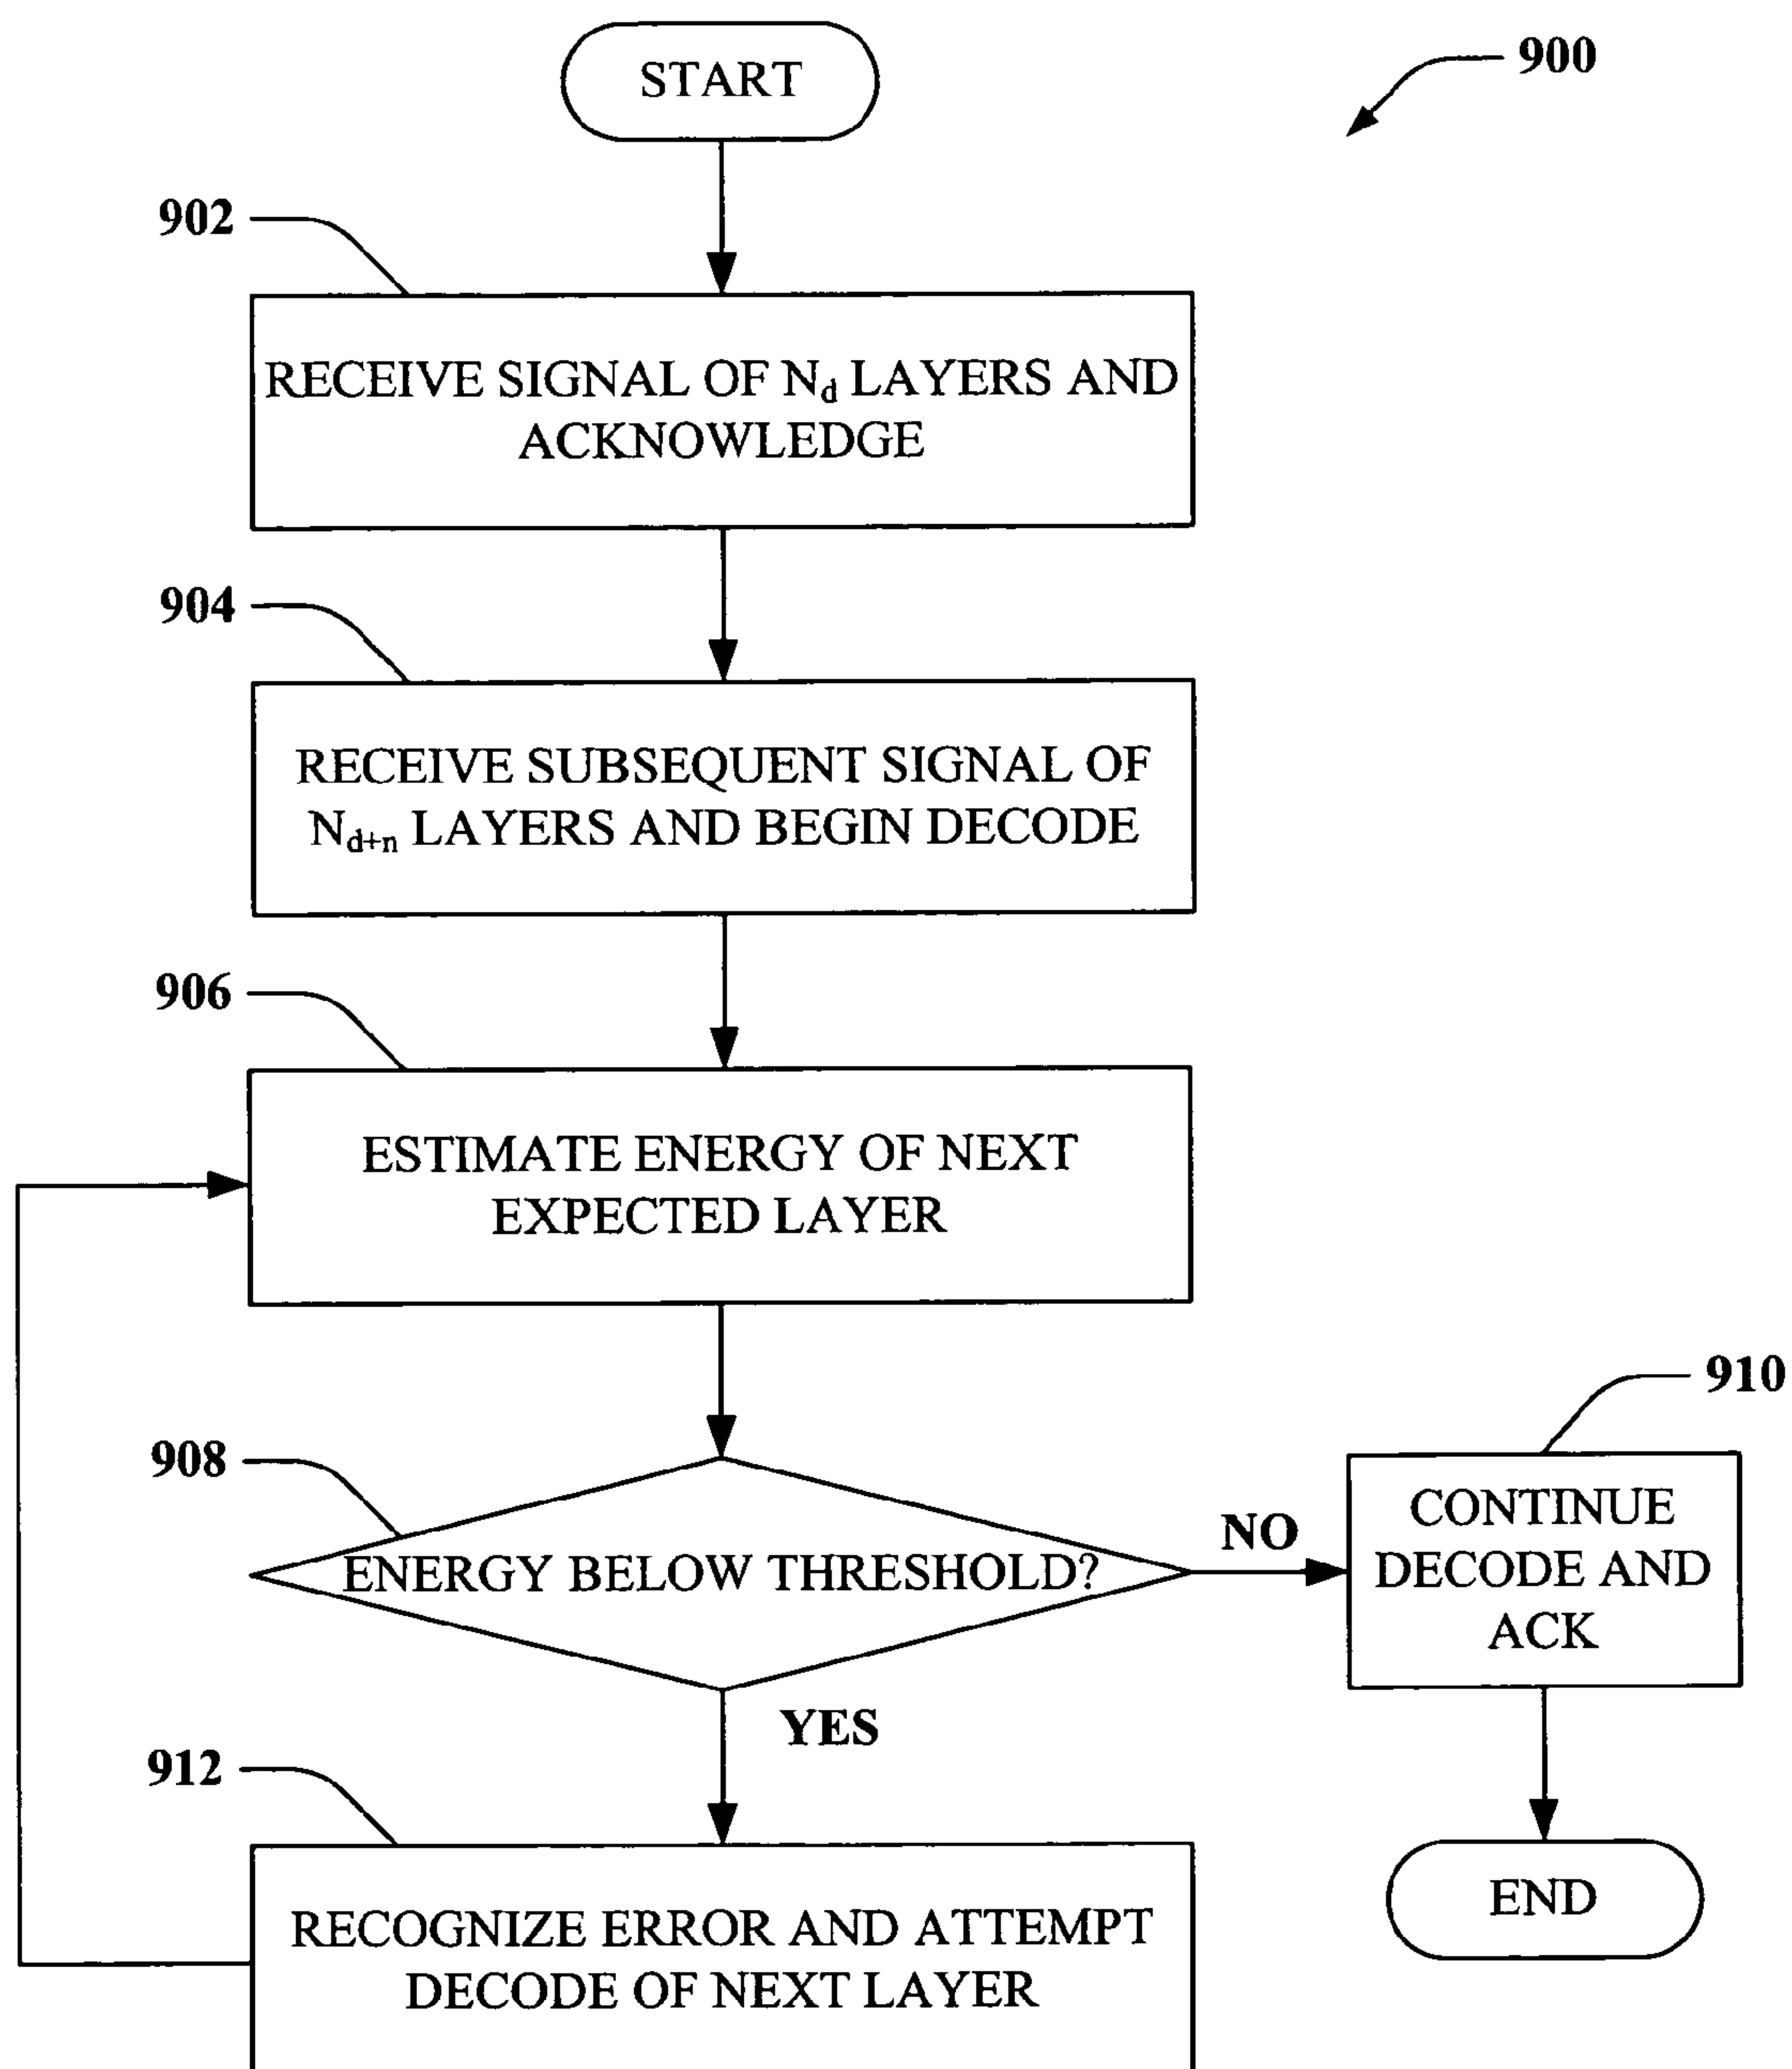 START
900
902
RECEIVE SIGNAL OF Nd LAYERS AND
ACKNOWLEDGE
904
RECEIVE SUBSEQUENT SIGNAL OF
Nd+n LAYERS AND BEGIN DECODE
906
ESTIMATE ENERGY OF NEXT
EXPECTED LAYER
908
ENERGY BELOW THRESHOLD?
NO
910
CONTINUE
DECODE AND
ACK
YES
912
RECOGNIZE ERROR AND ATTEMPT
DECODE OF NEXT LAYER
END